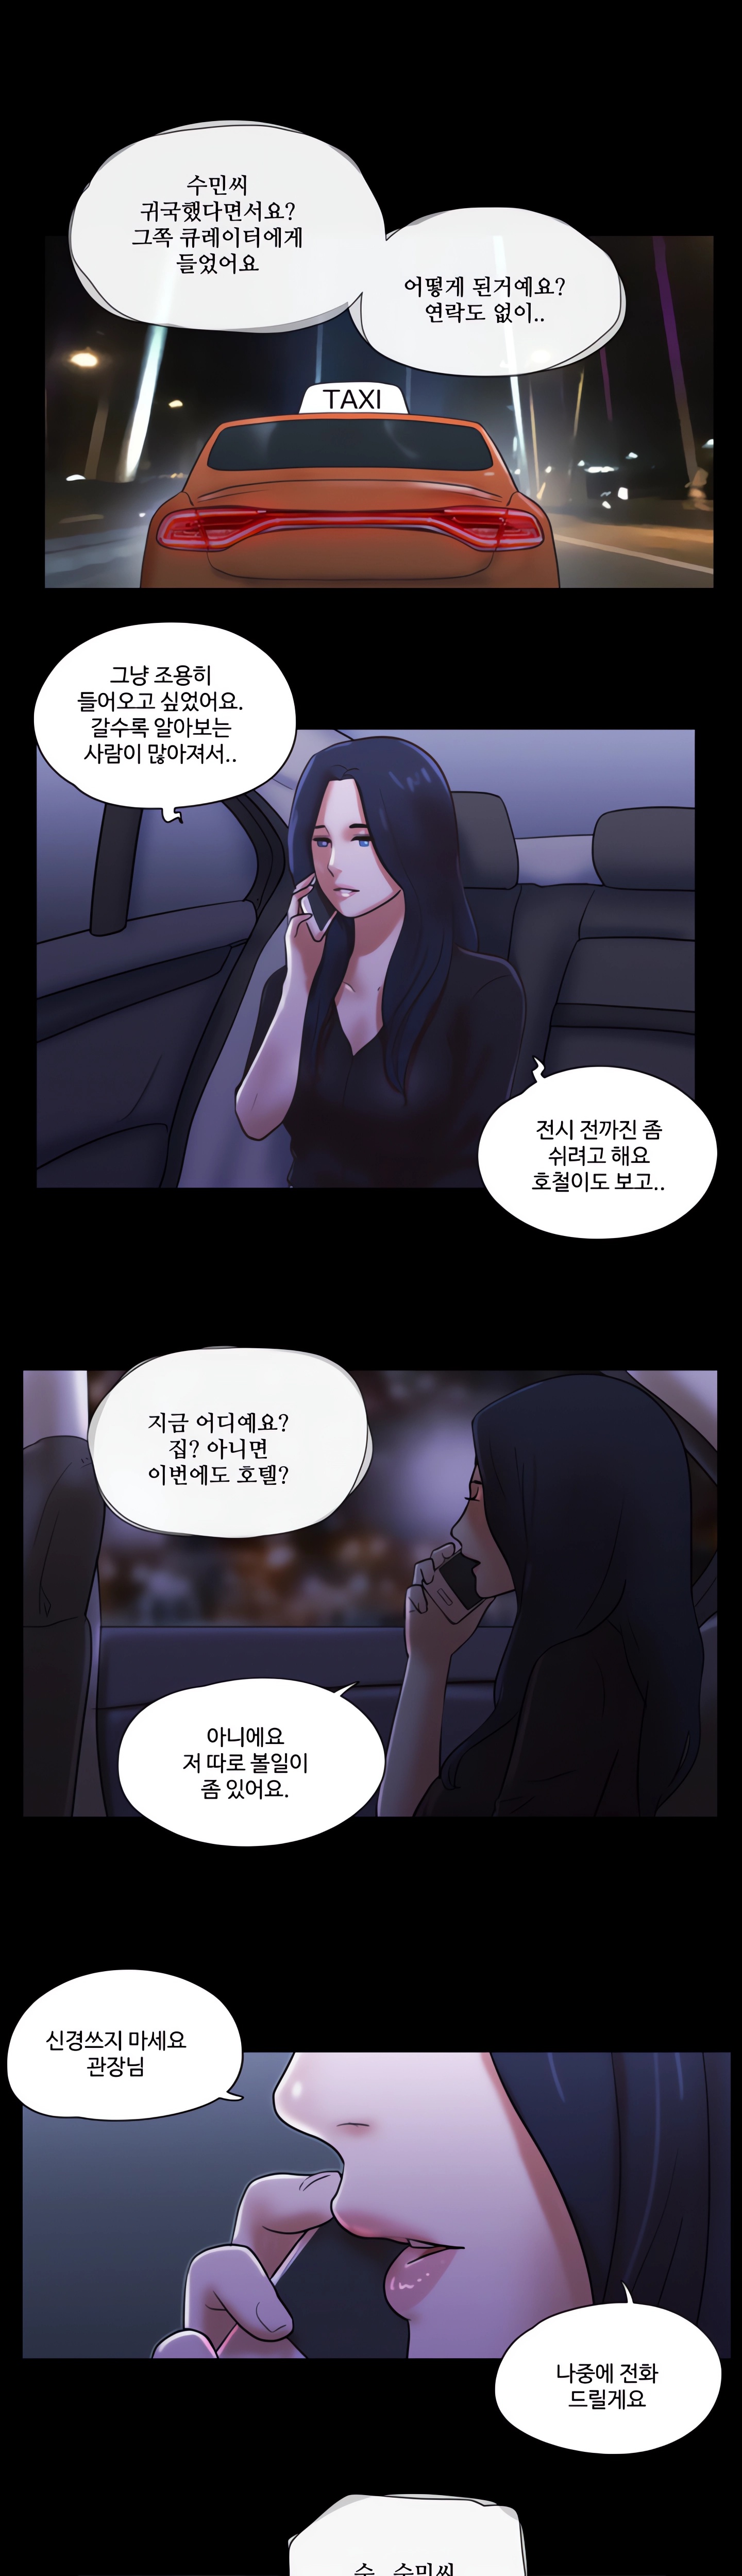 수민씨
귀국했다면서요?
그쪽 큐레이터에게
들었어요
어떻게 된거예요?
연락도 없이..
TAXI
그냥 조용히
들어오고 싶었어요.
갈수록 알아보는
사람이 많아져서..
전시 전까진 좀
쉬려고 해요
호철이도 보고..
지금 어디예요?
집? 아니면
이번에도 호텔?
아니에요
저 따로 볼일이
좀 있어요.
신경쓰지 마세요
관장님
나중에 전화
드릴게요
수.. 수민씨